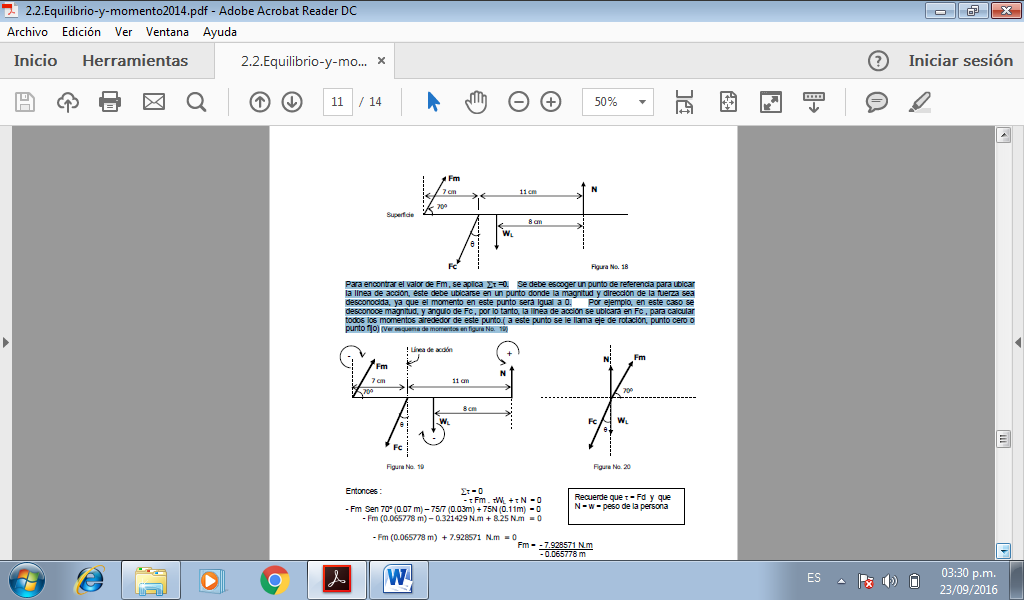 2.2.Equilibrio-y-momento2014.pdf - Adobe Acrobat Reader DC
Archivo Edición Ver Ventana Ayuda
Inicio Herramientas 2.2.Equilibrio-y-mo... × ? Iniciar sesión
11 / 14 50%
Fm
7 cm 11 cm N
70º
Superficie
8 cm
WL
θ
Fc Figura No. 18
Para encontrar el valor de Fm , se aplica ∑τ =0. Se debe escoger un punto de referencia para ubicar
la línea de acción, éste debe ubicarse en un punto donde la magnitud y dirección de la fuerza sea
desconocida, ya que el momento en este punto será igual a 0. Por ejemplo, en este caso se
desconoce magnitud, y ángulo de Fc , por lo tanto, la línea de acción se ubicará en Fc , para calcular
todos los momentos alrededor de este punto.( a este punto se le llama eje de rotación, punto cero o
punto fijo) (Ver esquema de momentos en figura No. 19)
Línea de acción
- +
Fm N
7 cm 11 cm
70º
8 cm
θ WL
Fc -
Figura No. 19
N Fm
70º
Fc WL
θ
Figura No. 20
Entonces : ∑τ = 0
- τ Fm . τWL + τ N = 0
- Fm Sen 70º (0.07 m) – 75/7 (0.03m) + 75N (0.11m) = 0
- Fm (0.065778 m) – 0.321429 N.m + 8.25 N.m = 0
Recuerde que τ = Fd y que
N = w = peso de la persona
- Fm (0.065778 m) + 7.928571 N.m = 0
Fm = - 7.928571 N.m
- 0.065778 m
ES 03:30 p.m.
23/09/2016